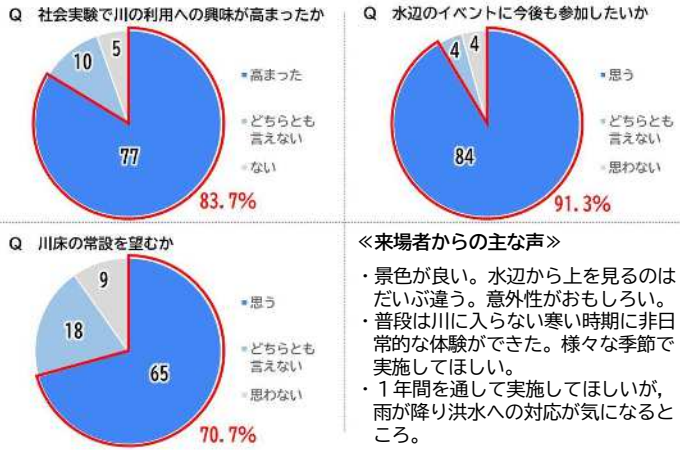 Q 社会実験で川の利用への興味が高まったか
5
10
77
高まった
どちらとも
言えない
ない
83.7%
Q 水辺のイベントに今後も参加したいか
4
4
84
思う
どちらとも
言えない
思わない
91.3%
Q 川床の常設を望むか
9
18
65
思う
どちらとも
言えない
思わない
70.7%
≪来場者からの主な声≫
・景色が良い。水辺から上を見るのは
だいぶ違う。意外性がおもしろい。
・普段は川に入らない寒い時期に非日
常的な体験ができた。様々な季節で
実施してほしい。
・１年間を通して実施してほしいが,
雨が降り洪水への対応が気になると
ころ。